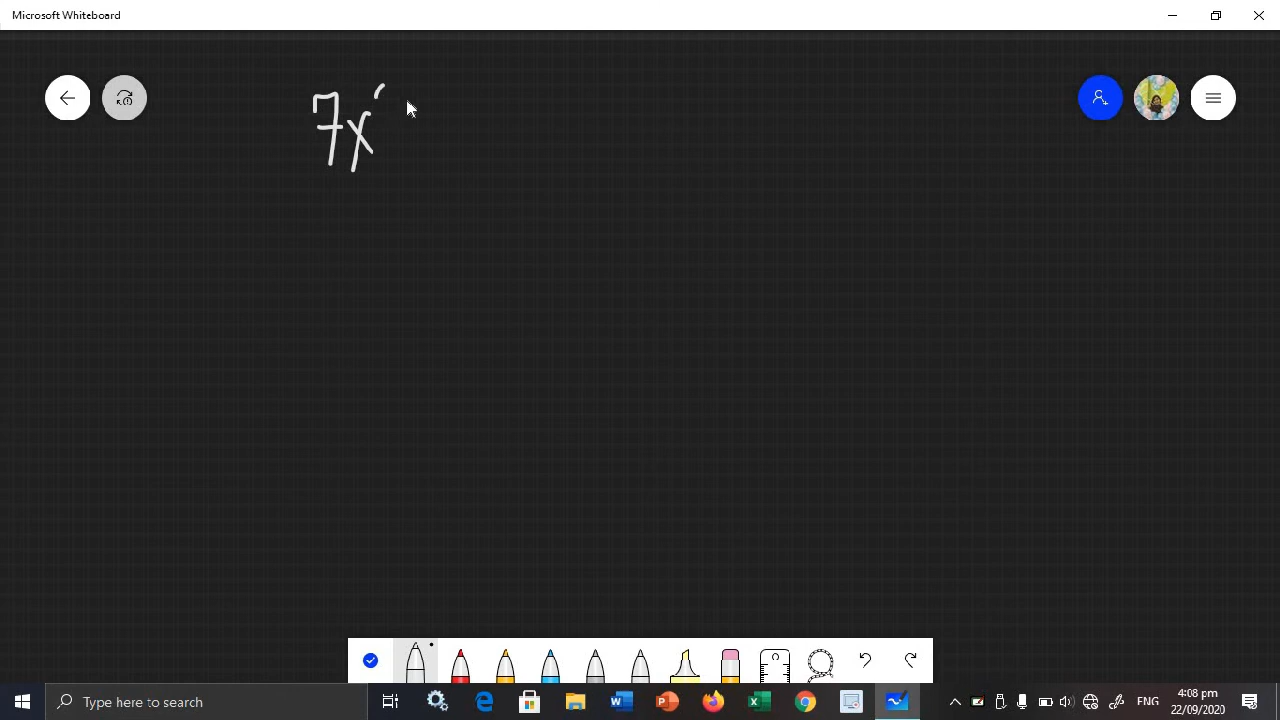 Microsoft Whiteboard
7x'
Type here to search
ENG
4:08 pm
22/09/2020